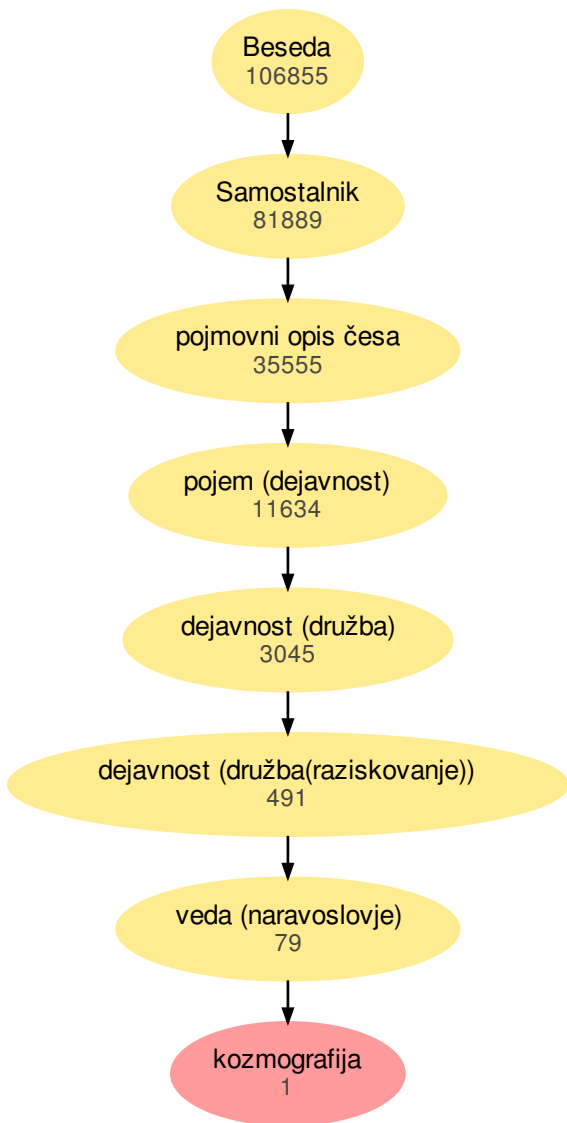 Beseda
106855
Samostalnik
81889
pojmovni opis česa
35555
pojem (dejavnost)
11634
dejavnost (družba)
3045
dejavnost (družba(raziskovanje))
491
veda (naravoslovje)
79
kozmografija
1